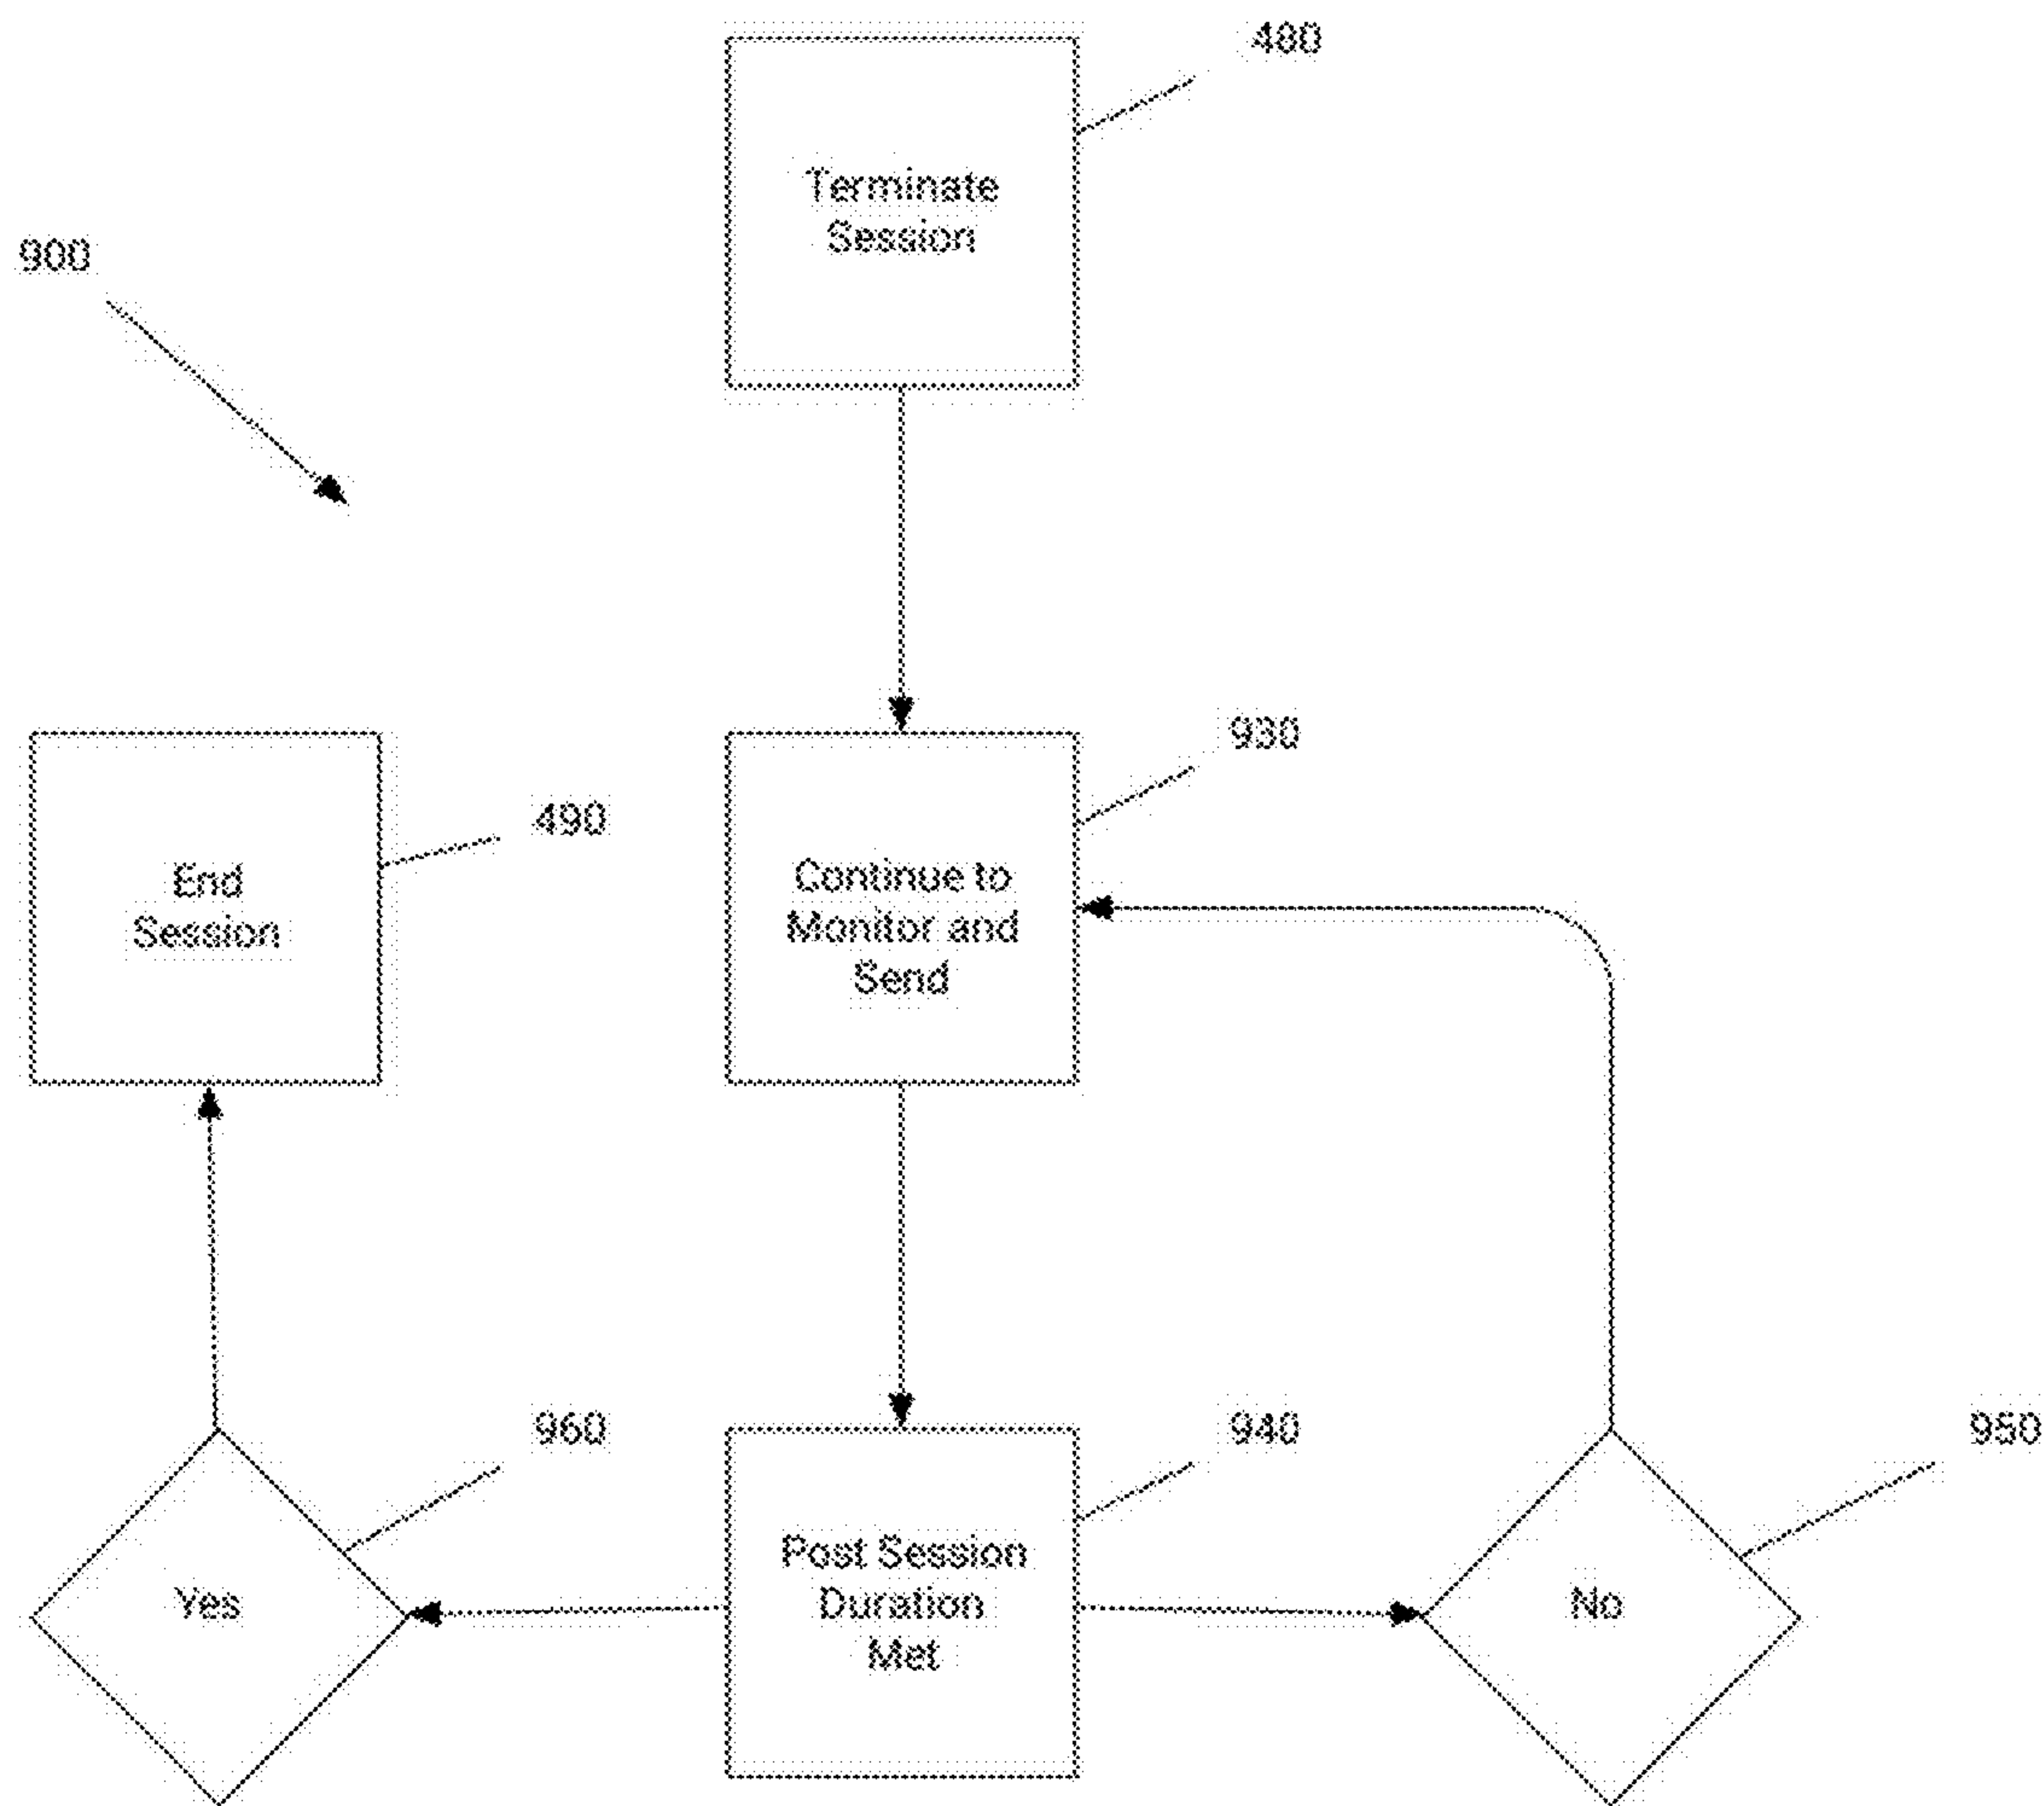 480
Terminate
Session
900
930
490
End
Session
Continue to
Monitor and
Send
960
940
950
Yes
Post Session
Duration
Met
No